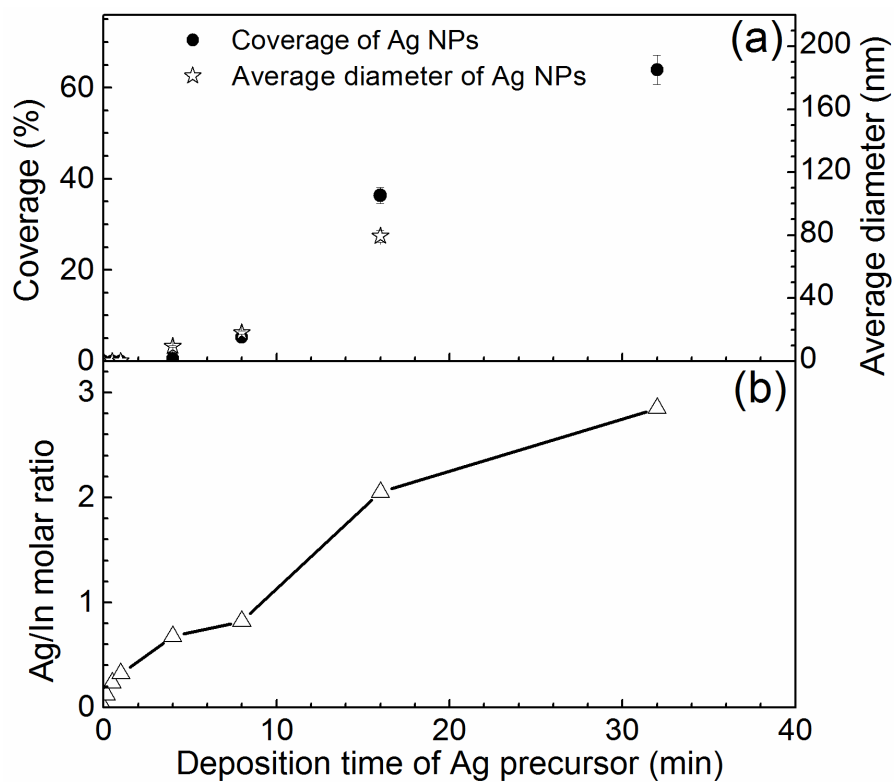 (a)
Coverage of Ag NPs
Average diameter of Ag NPs
Coverage (%)
60
40
20
0
Average diameter (nm)
200
160
120
80
40
0
(b)
Ag/In molar ratio
3
2
1
0
0 10 20 30 40
Deposition time of Ag precursor (min)